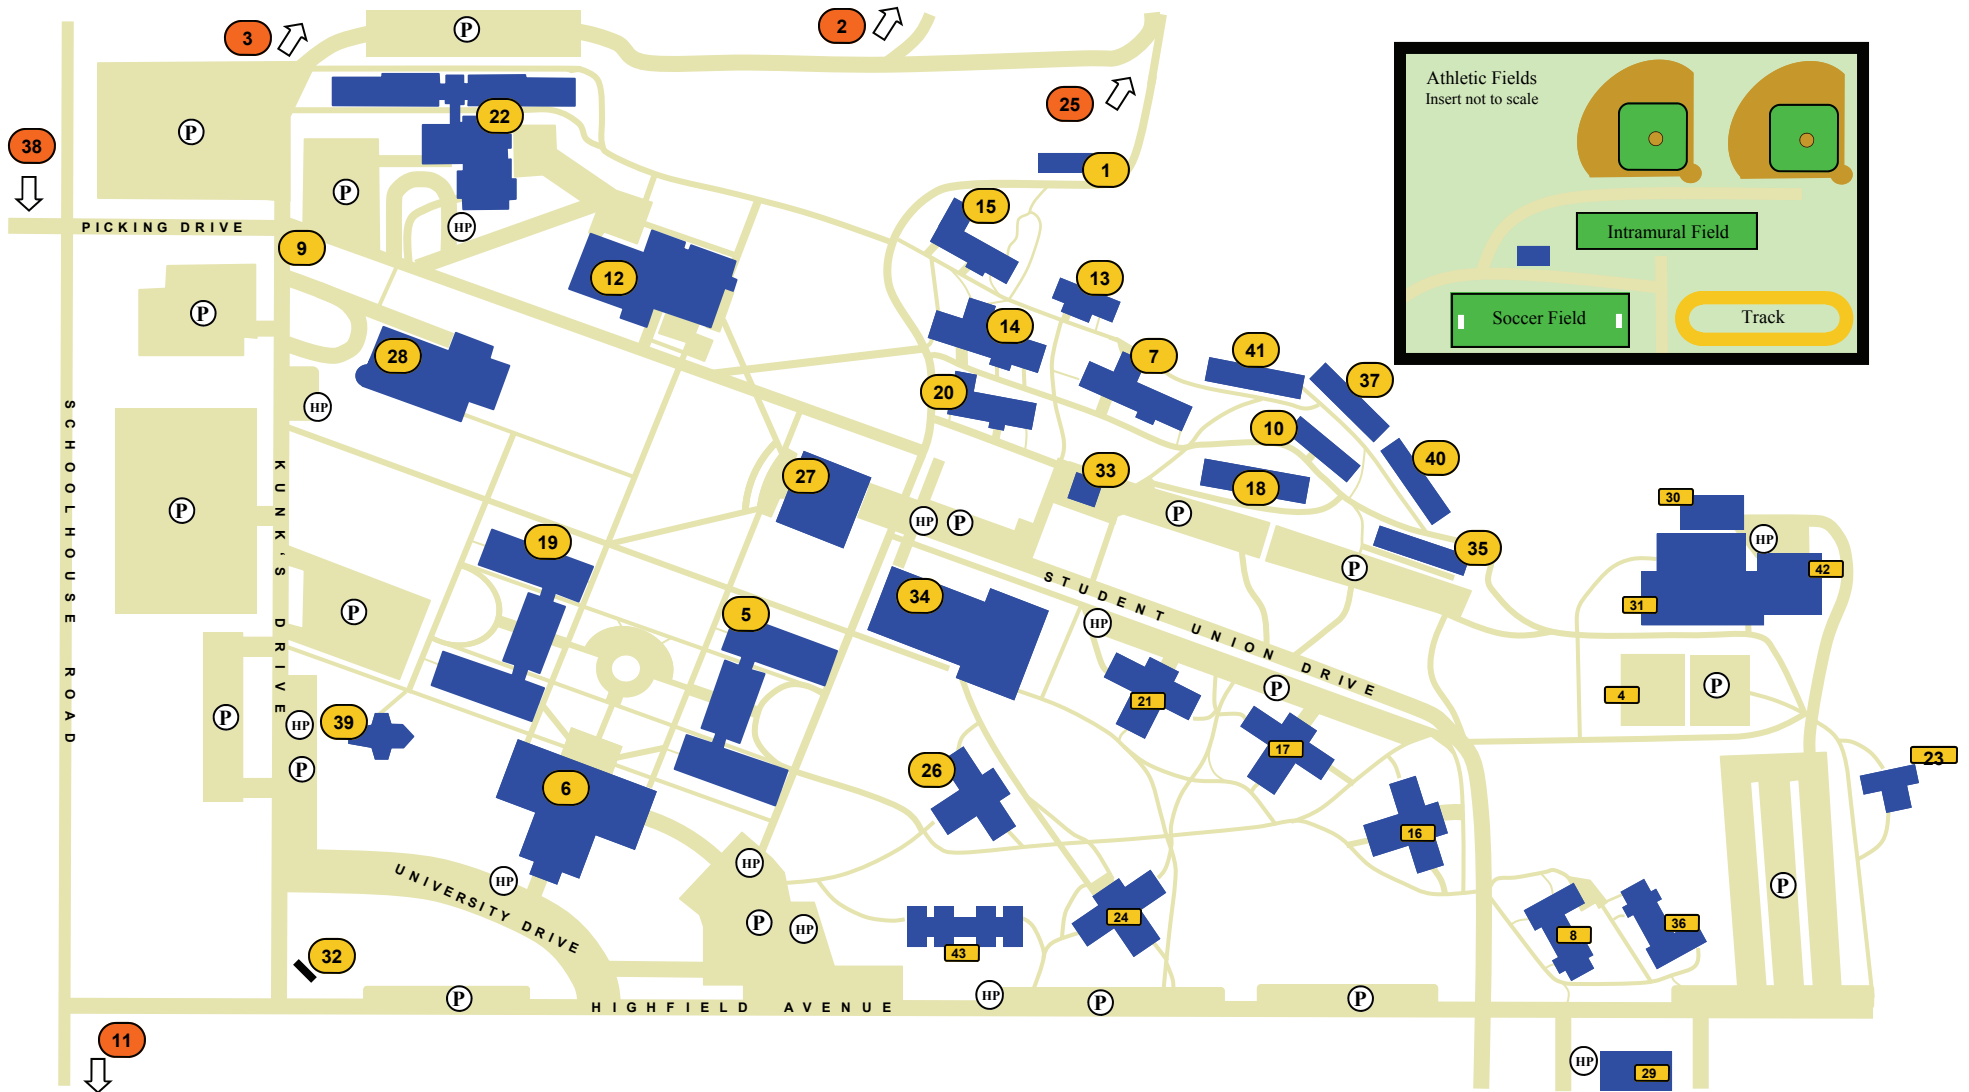 3
P
2
25
Athletic Fields
Insert not to scale
22
P
38
1
P
15
HP
PICKING DRIVE
Intramural Field
9
12
13
P
14
Soccer Field
Track
28
7
41
37
20
HP
10
40
SCHOOLHOUSE ROAD
KUNK'S DRIVE
27
33
18
30
P
HP
P
P
19
HP
35
P
42
34
STUDENT UNION DRIVE
31
5
P
HP
21
P
4
P
P
HP
39
17
23
P
26
6
16
HP
HP
UNIVERSITY DRIVE
P
24
P
HP
36
8
43
32
P
HP
P
P
HIGHFIELD AVENUE
11
HP
29